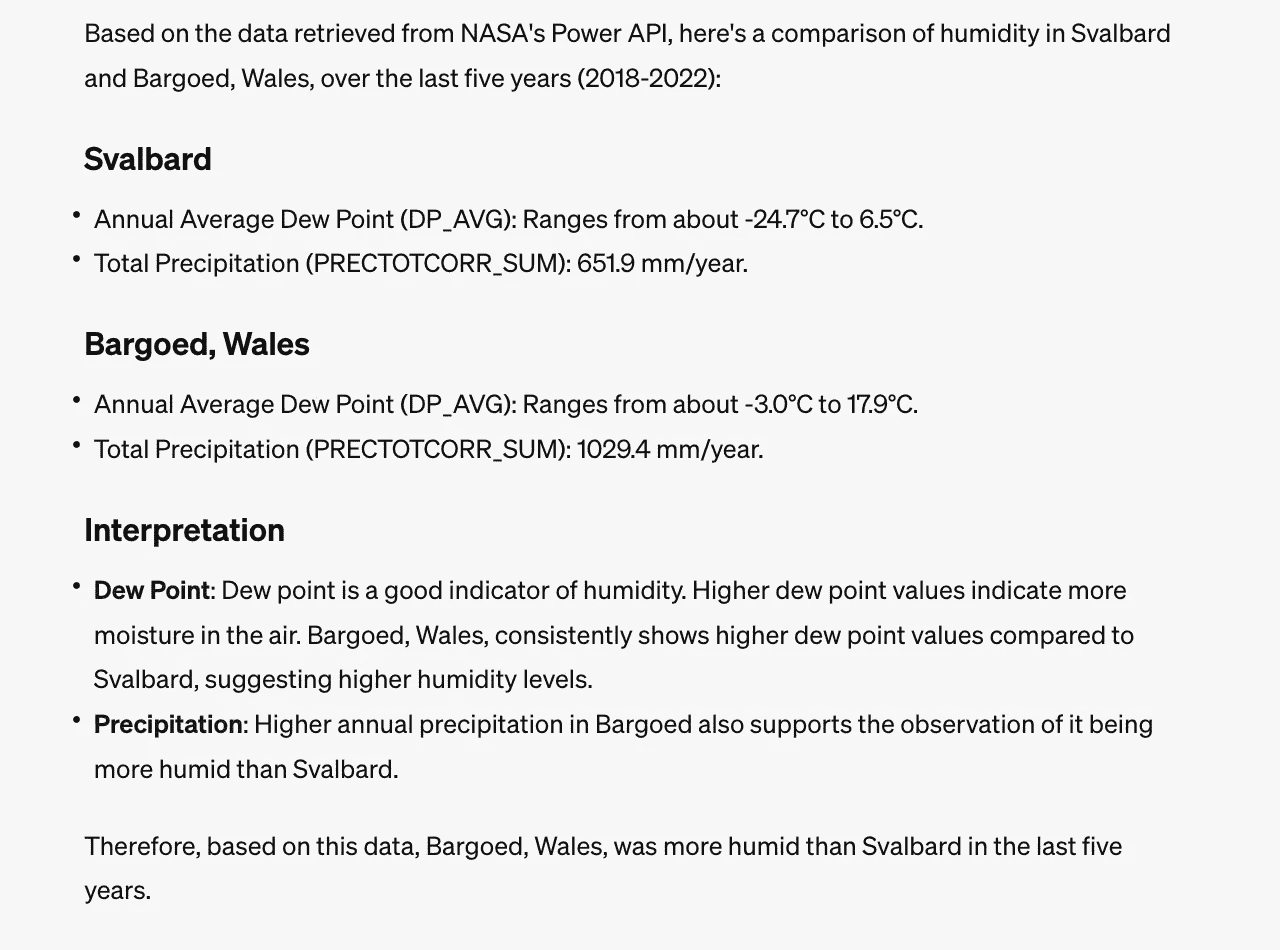 Based on the data retrieved from NASA's Power API, here's a comparison of humidity in Svalbard
and Bargoed, Wales, over the last five years (2018-2022):
Svalbard
• Annual Average Dew Point (DP_AVG): Ranges from about -24.7°C to 6.5°C.
• Total Precipitation (PRECTOTCORR_SUM): 651.9 mm/year.
Bargoed, Wales
• Annual Average Dew Point (DP_AVG): Ranges from about -3.0°C to 17.9°C.
• Total Precipitation (PRECTOTCORR_SUM): 1029.4 mm/year.
Interpretation
• Dew Point: Dew point is a good indicator of humidity. Higher dew point values indicate more
moisture in the air. Bargoed, Wales, consistently shows higher dew point values compared to
Svalbard, suggesting higher humidity levels.
• Precipitation: Higher annual precipitation in Bargoed also supports the observation of it being
more humid than Svalbard.
Therefore, based on this data, Bargoed, Wales, was more humid than Svalbard in the last five
years.